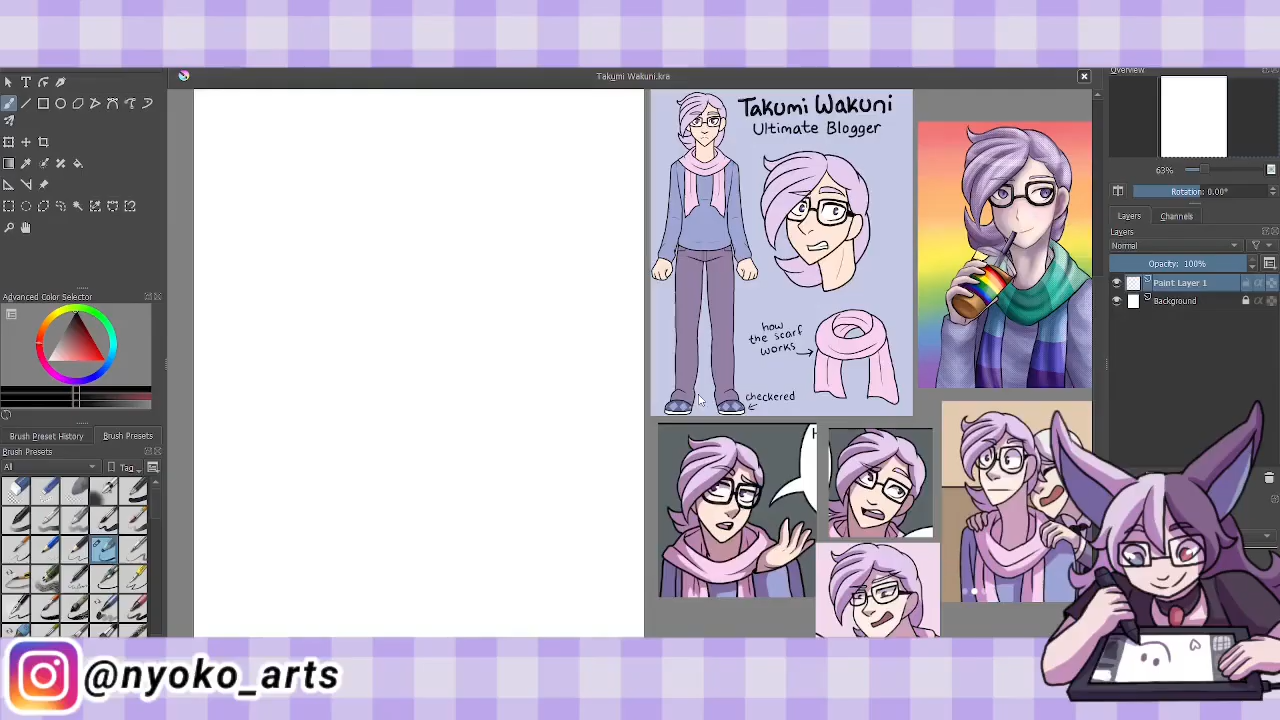 Takumi Wakuni.kra
Takumi Wakuni
Ultimate Blogger
how
the scarf
works
checkered
H
Overview
63%
Rotation: 0.00°
Layers
Channels
Layers
Normal
Opacity: 100%
Paint Layer 1
Background
Advanced Color Selector
Brush Preset History
Brush Presets
Brush Presets
All
Tag
@nyoko_arts